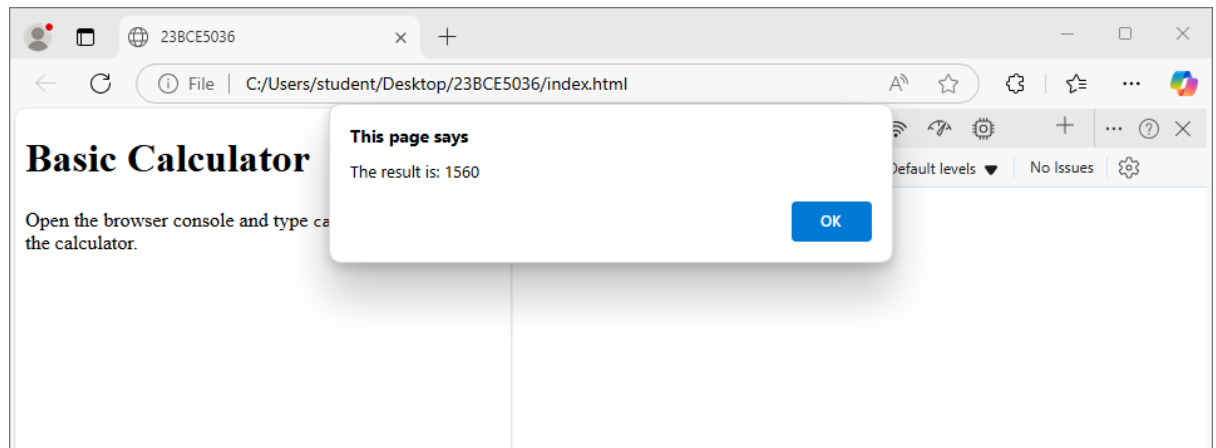 23BCE5036
File | C:/Users/student/Desktop/23BCE5036/index.html
This page says
The result is: 1560
OK
Basic Calculator
Open the browser console and type
the calculator.
levels No Issues